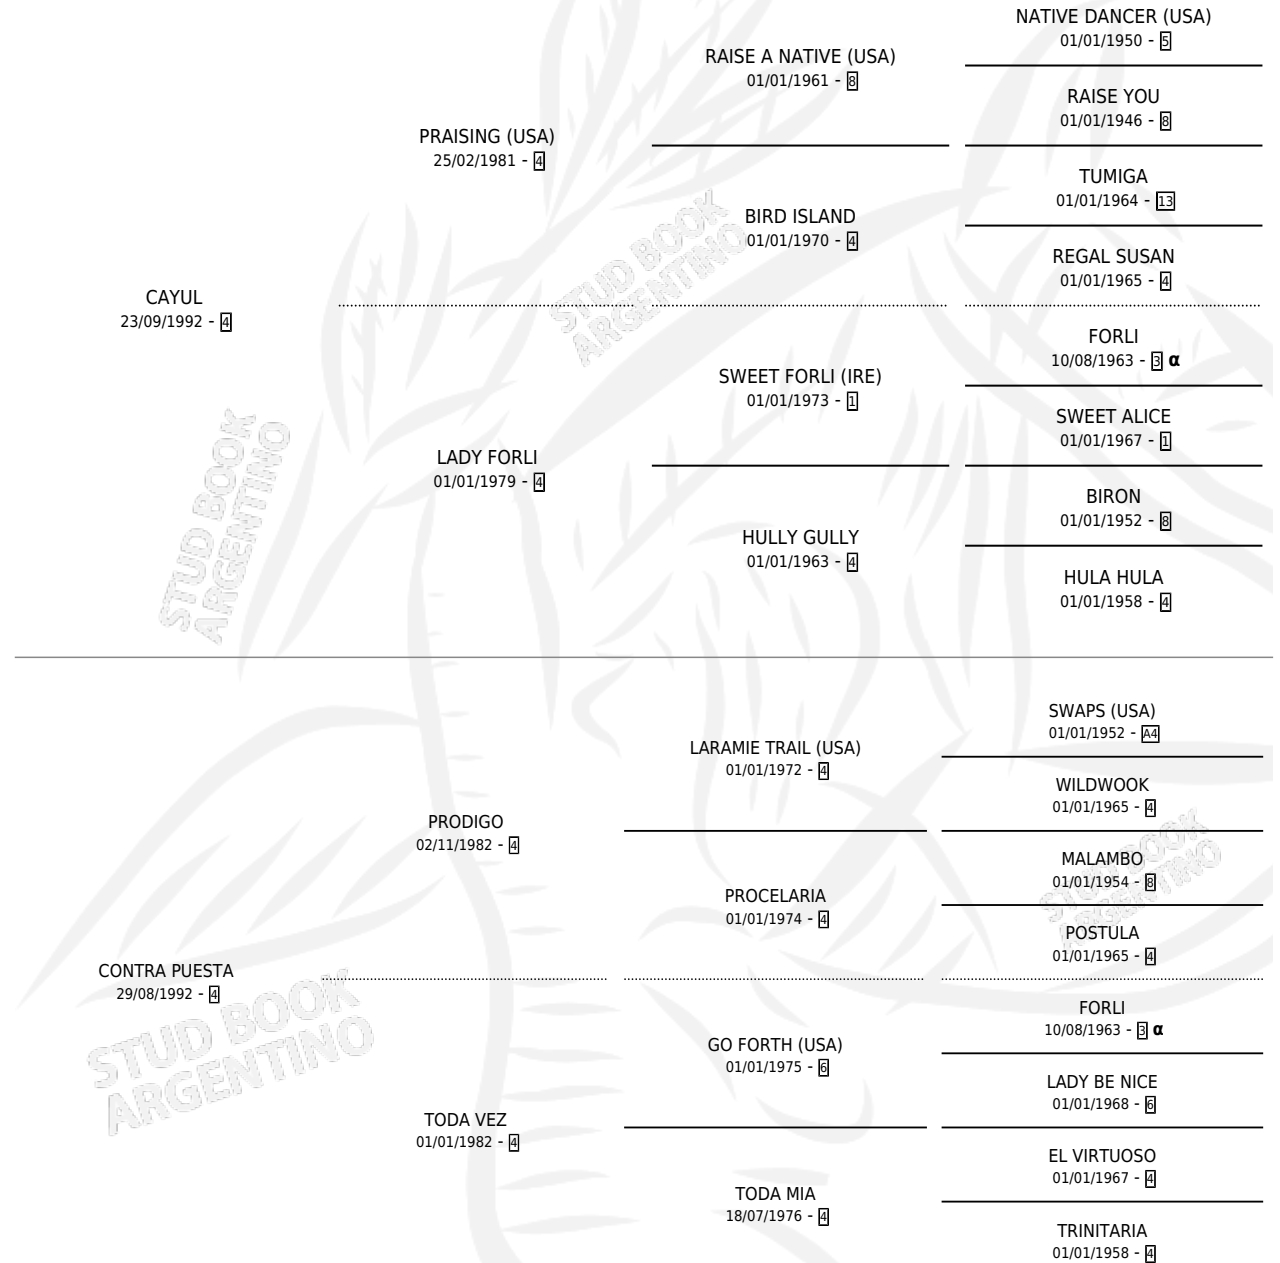 NATIVE DANCER (USA)
01/01/1950 - 5
RAISE A NATIVE (USA)
01/01/1961 - 8
RAISE YOU
01/01/1946 - 8
PRAISING (USA)
25/02/1981 - 4
TUMIGA
01/01/1964 - 13
BIRD ISLAND
01/01/1970 - 4
REGAL SUSAN
01/01/1965 - 4
STUD BOOK
ARGENTINO
CAYUL
23/09/1992 - 4
FORLI
10/08/1963 - 3 α
SWEET FORLI (IRE)
01/01/1973 - 1
SWEET ALICE
01/01/1967 - 1
LADY FORLI
01/01/1979 - 4
BIRON
01/01/1952 - 8
HULLY GULLY
01/01/1963 - 4
HULA HULA
01/01/1958 - 4
STUD BOOK
ARGENTINO
SWAPS (USA)
01/01/1952 - A4
LARAMIE TRAIL (USA)
01/01/1972 - 4
WILDWOOK
01/01/1965 - 4
PRODIGO
02/11/1982 - 4
MALAMBO
01/01/1954 - 8
PROCELARIA
01/01/1974 - 4
POSTULA
01/01/1965 - 4
STUD BOOK
ARGENTINO
CONTRA PUESTA
29/08/1992 - 4
FORLI
10/08/1963 - 3 α
GO FORTH (USA)
01/01/1975 - 6
LADY BE NICE
01/01/1968 - 6
STUD BOOK
ARGENTINO
TODA VEZ
01/01/1982 - 4
EL VIRTUOSO
01/01/1967 - 4
TODA MIA
18/07/1976 - 4
TRINITARIA
01/01/1958 - 4